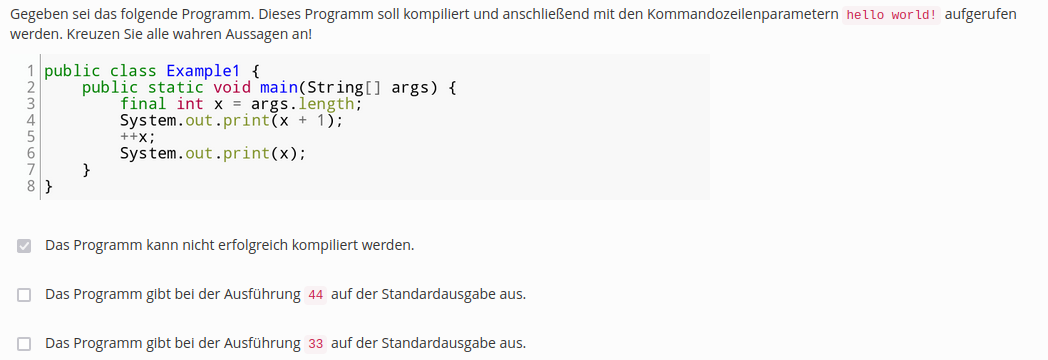 Gegeben sei das folgende Programm. Dieses Programm soll kompiliert und anschließend mit den Kommandozeilenparametern hello world! aufgerufen
werden. Kreuzen Sie alle wahren Aussagen an!
1 public class Example1 {
2     public static void main(String[] args) {
3         final int x = args.length;
4         System.out.print(x + 1);
5         ++x;
6         System.out.print(x);
7     }
8 }
Das Programm kann nicht erfolgreich kompiliert werden.
Das Programm gibt bei der Ausführung 44 auf der Standardausgabe aus.
Das Programm gibt bei der Ausführung 33 auf der Standardausgabe aus.